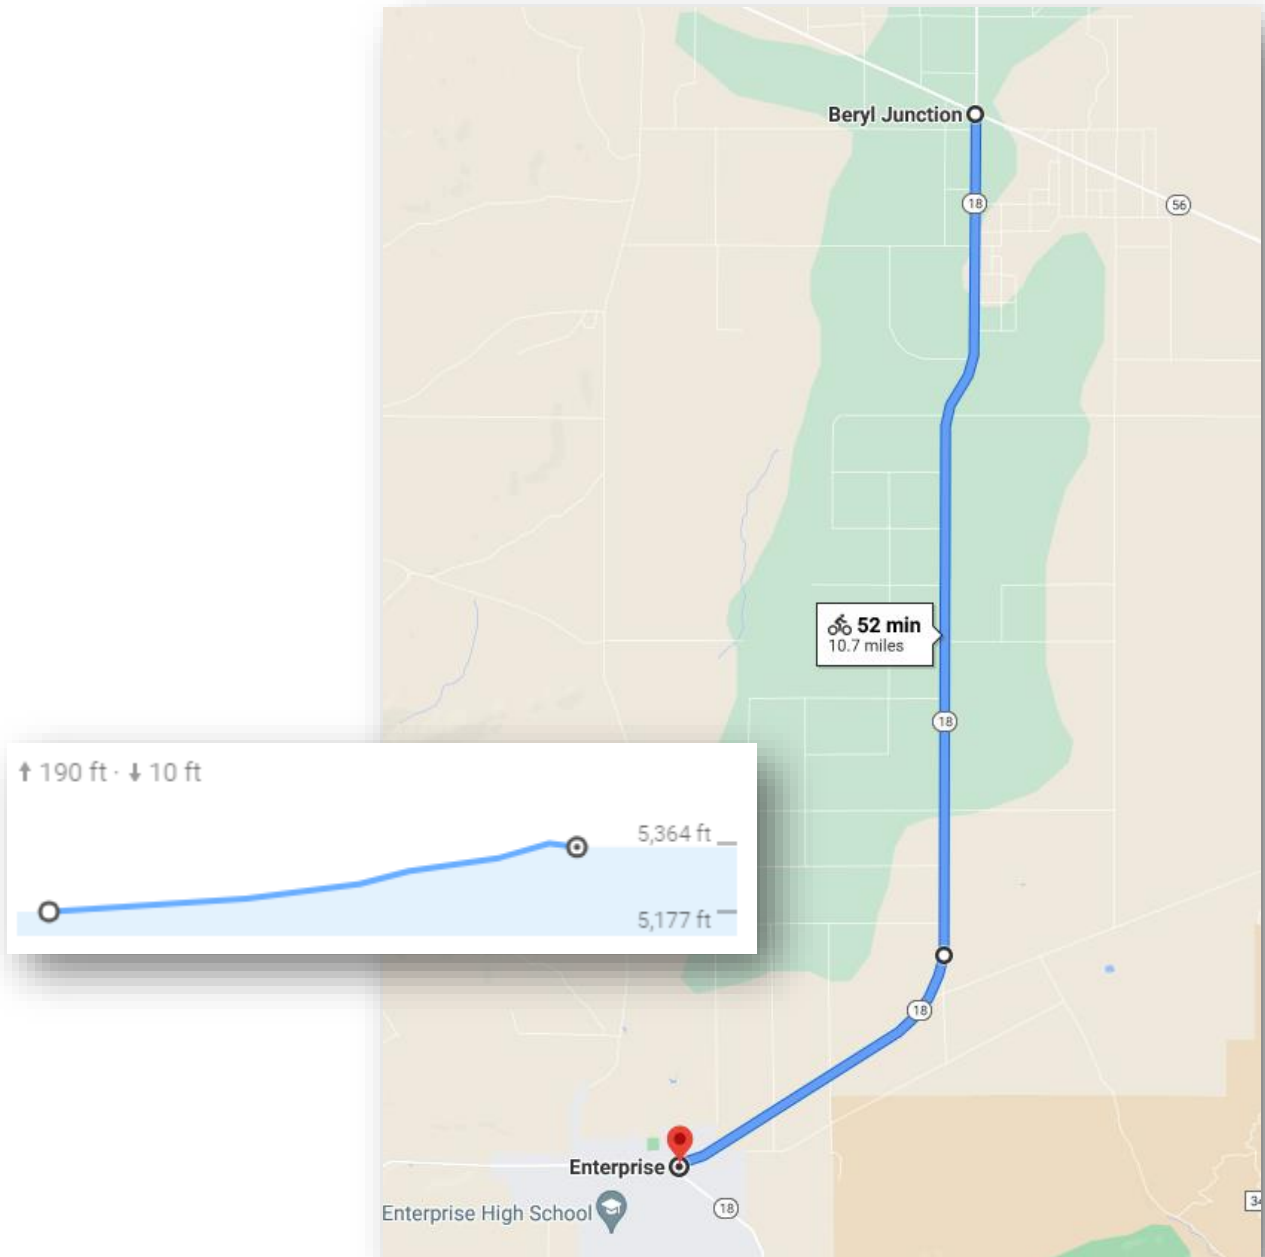 Beryl Junction
18
56
52 min
10.7 miles
18
↑ 190 ft · ↓ 10 ft
5,364 ft
5,177 ft
18
Enterprise
Enterprise High School
18